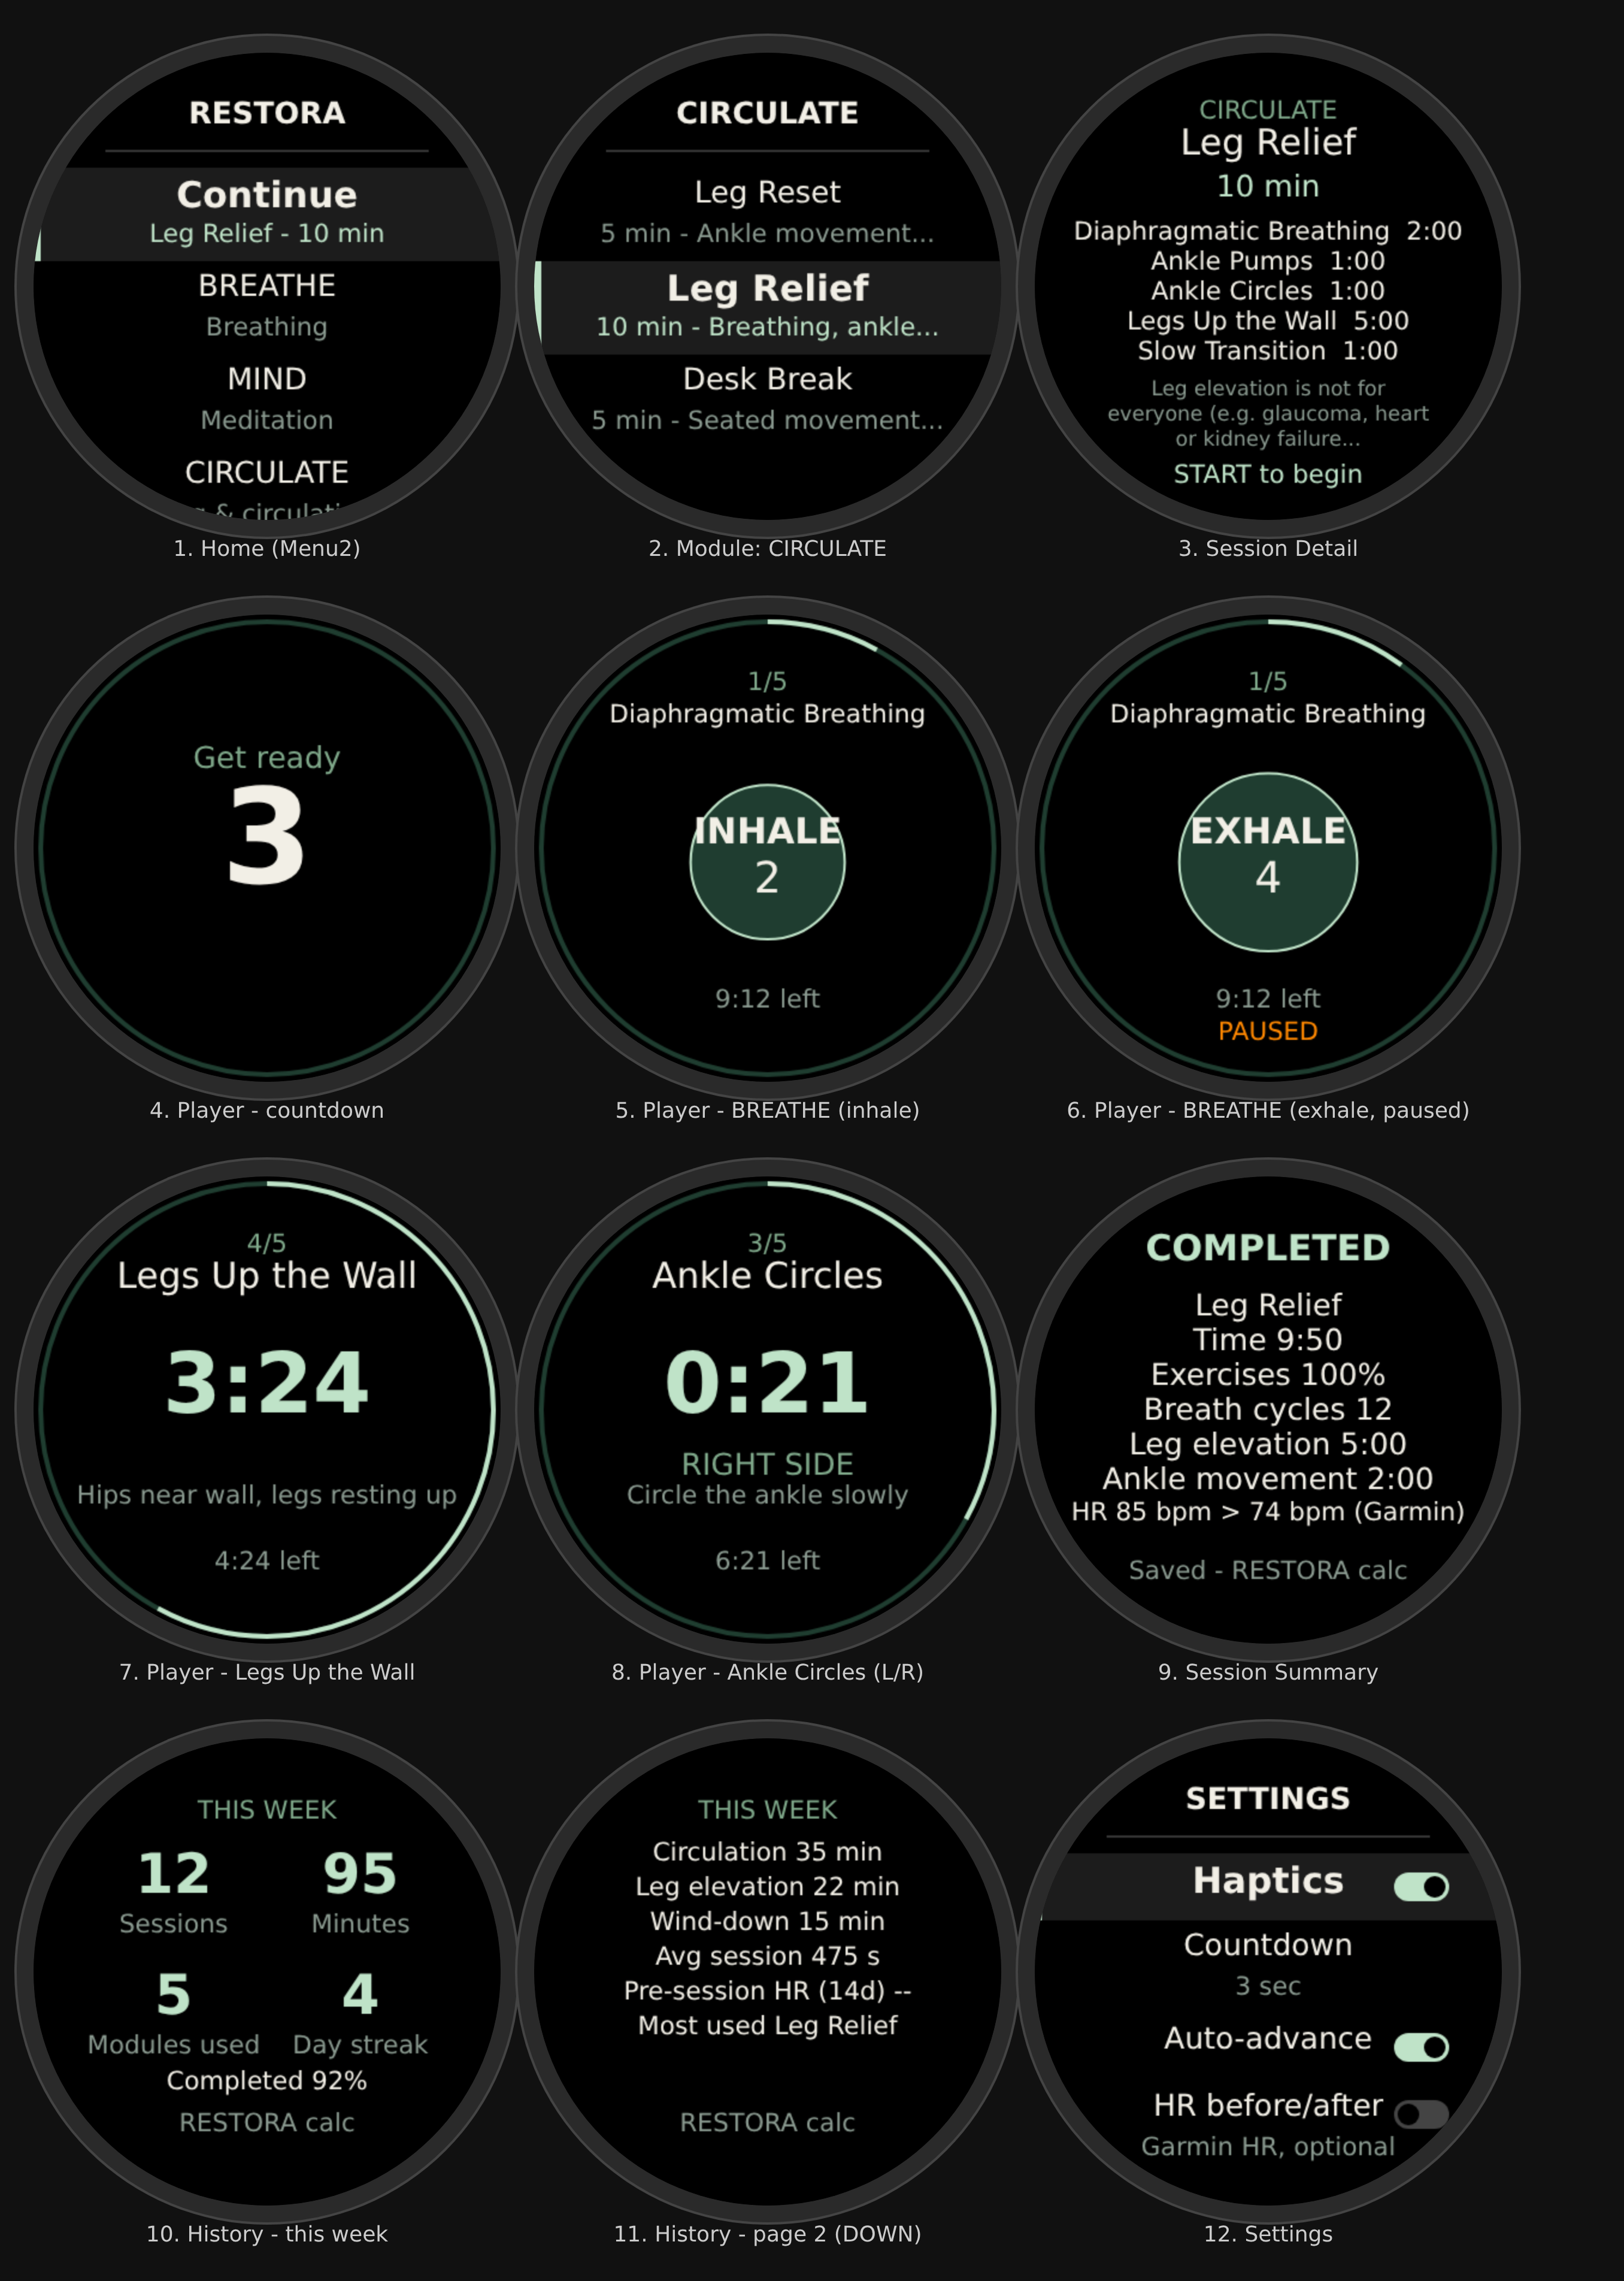 RESTORA
Continue
Leg Relief - 10 min
BREATHE
Breathing
MIND
Meditation
CIRCULATE
& circulati
1. Home (Menu2)
CIRCULATE
Leg Reset
5 min - Ankle movement...
Leg Relief
10 min - Breathing, ankle...
Desk Break
5 min - Seated movement...
2. Module: CIRCULATE
CIRCULATE
Leg Relief
10 min
Diaphragmatic Breathing 2:00
Ankle Pumps 1:00
Ankle Circles 1:00
Legs Up the Wall 5:00
Slow Transition 1:00
Leg elevation is not for
everyone (e.g. glaucoma, heart
or kidney failure...
START to begin
3. Session Detail
Get ready
3
4. Player - countdown
1/5
Diaphragmatic Breathing
INHALE
2
9:12 left
5. Player - BREATHE (inhale)
1/5
Diaphragmatic Breathing
EXHALE
4
9:12 left
PAUSED
6. Player - BREATHE (exhale, paused)
4/5
Legs Up the Wall
3:24
Hips near wall, legs resting up
4:24 left
7. Player - Legs Up the Wall
3/5
Ankle Circles
0:21
RIGHT SIDE
Circle the ankle slowly
6:21 left
8. Player - Ankle Circles (L/R)
COMPLETED
Leg Relief
Time 9:50
Exercises 100%
Breath cycles 12
Leg elevation 5:00
Ankle movement 2:00
HR 85 bpm > 74 bpm (Garmin)
Saved - RESTORA calc
9. Session Summary
THIS WEEK
12 95
Sessions Minutes
5 4
Modules used Day streak
Completed 92%
RESTORA calc
10. History - this week
THIS WEEK
Circulation 35 min
Leg elevation 22 min
Wind-down 15 min
Avg session 475 s
Pre-session HR (14d) --
Most used Leg Relief
RESTORA calc
11. History - page 2 (DOWN)
SETTINGS
Haptics
Countdown
3 sec
Auto-advance
HR before/after
Garmin HR, optional
12. Settings